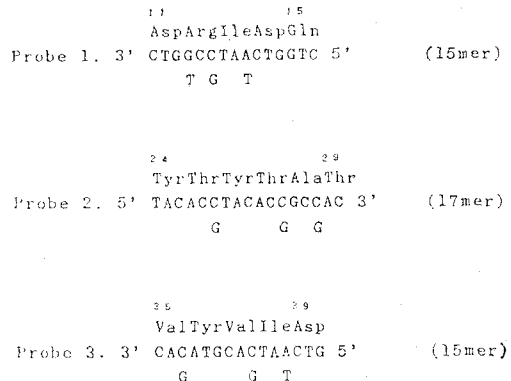 11 15
AspArgIleAspGln
Probe 1. 3' CTGGCCTAACTGGTC 5' (15mer)
T G T
24 29
TyrThrTyrThrAlaThr
Probe 2. 5' TACACCTACACCGCCAC 3' (17mer)
G G G
35 39
ValTyrValIleAsp
Probe 3. 3' CACATGCACTAACTG 5' (15mer)
G G T